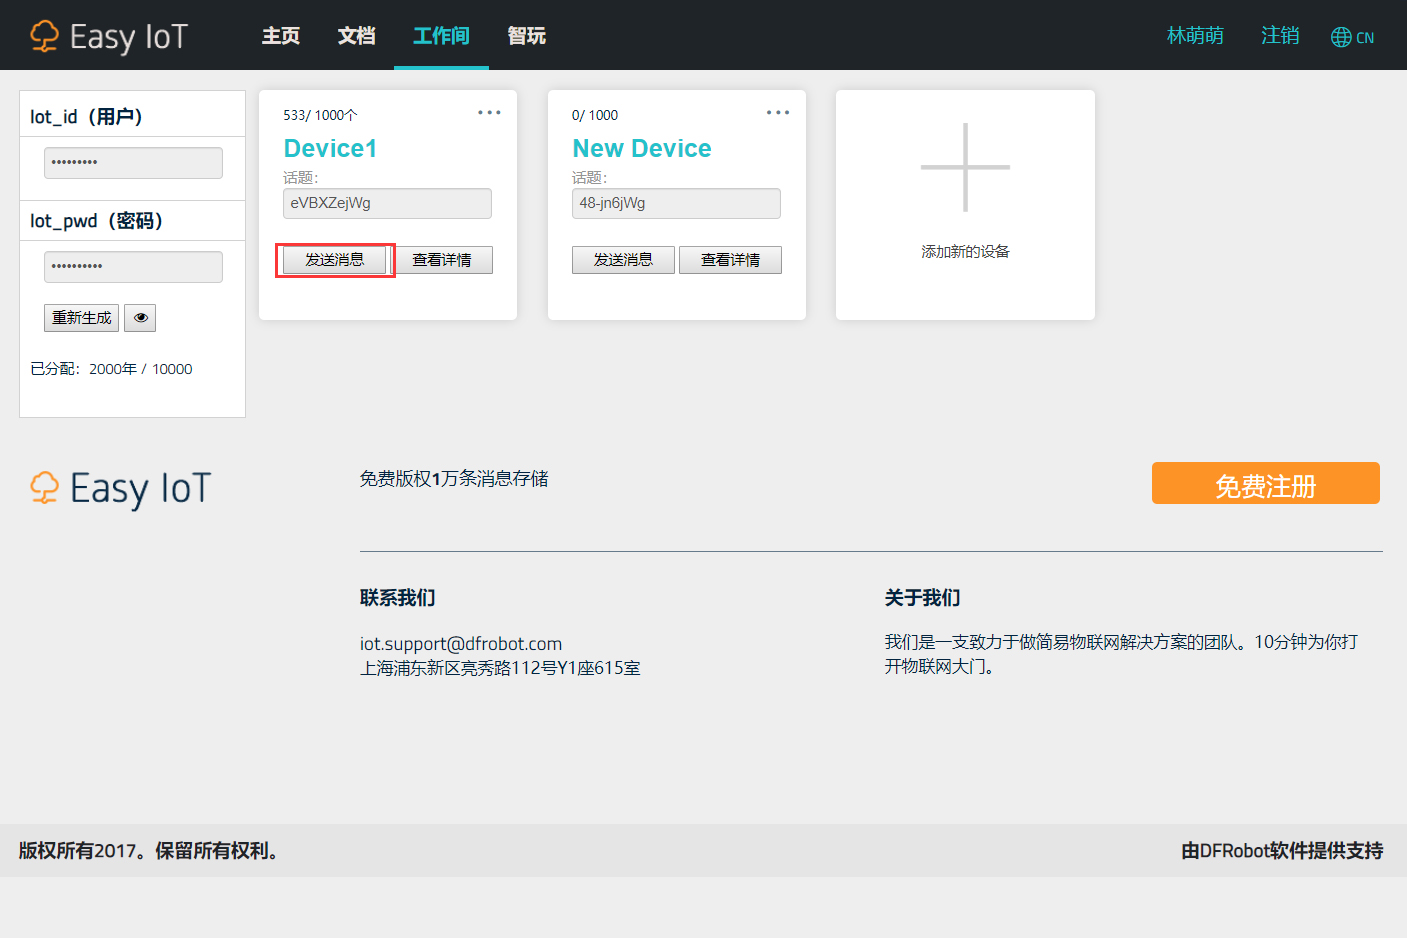 Easy IoT
主页
文档
工作间
智玩
林萌萌
注销
CN
Iot_id（用户）
•••••••••
Iot_pwd（密码）
••••••••••
重新生成
已分配：2000年 / 10000
533/ 1000个
•••
Device1
话题：
eVBXZejWg
发送消息
查看详情
0/ 1000
•••
New Device
话题：
48-jn6jWg
发送消息
查看详情
添加新的设备
Easy IoT
免费版权1万条消息存储
免费注册
联系我们
iot.support@dfrobot.com
上海浦东新区亮秀路112号Y1座615室
关于我们
我们是一支致力于做简易物联网解决方案的团队。10分钟为你打
开物联网大门。
版权所有2017。保留所有权利。
由DFRobot软件提供支持